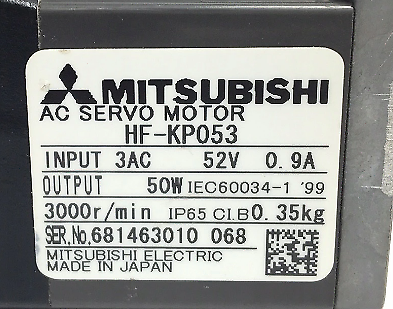 MITSUBISHI
AC SERVO MOTOR
HF-KP053
INPUT 3AC 52V 0.9A
OUTPUT 50W IEC60034-1 '99
3000r/min IP65 CI.B 0.35kg
SER.No.681463010 068
MITSUBISHI ELECTRIC
MADE IN JAPAN